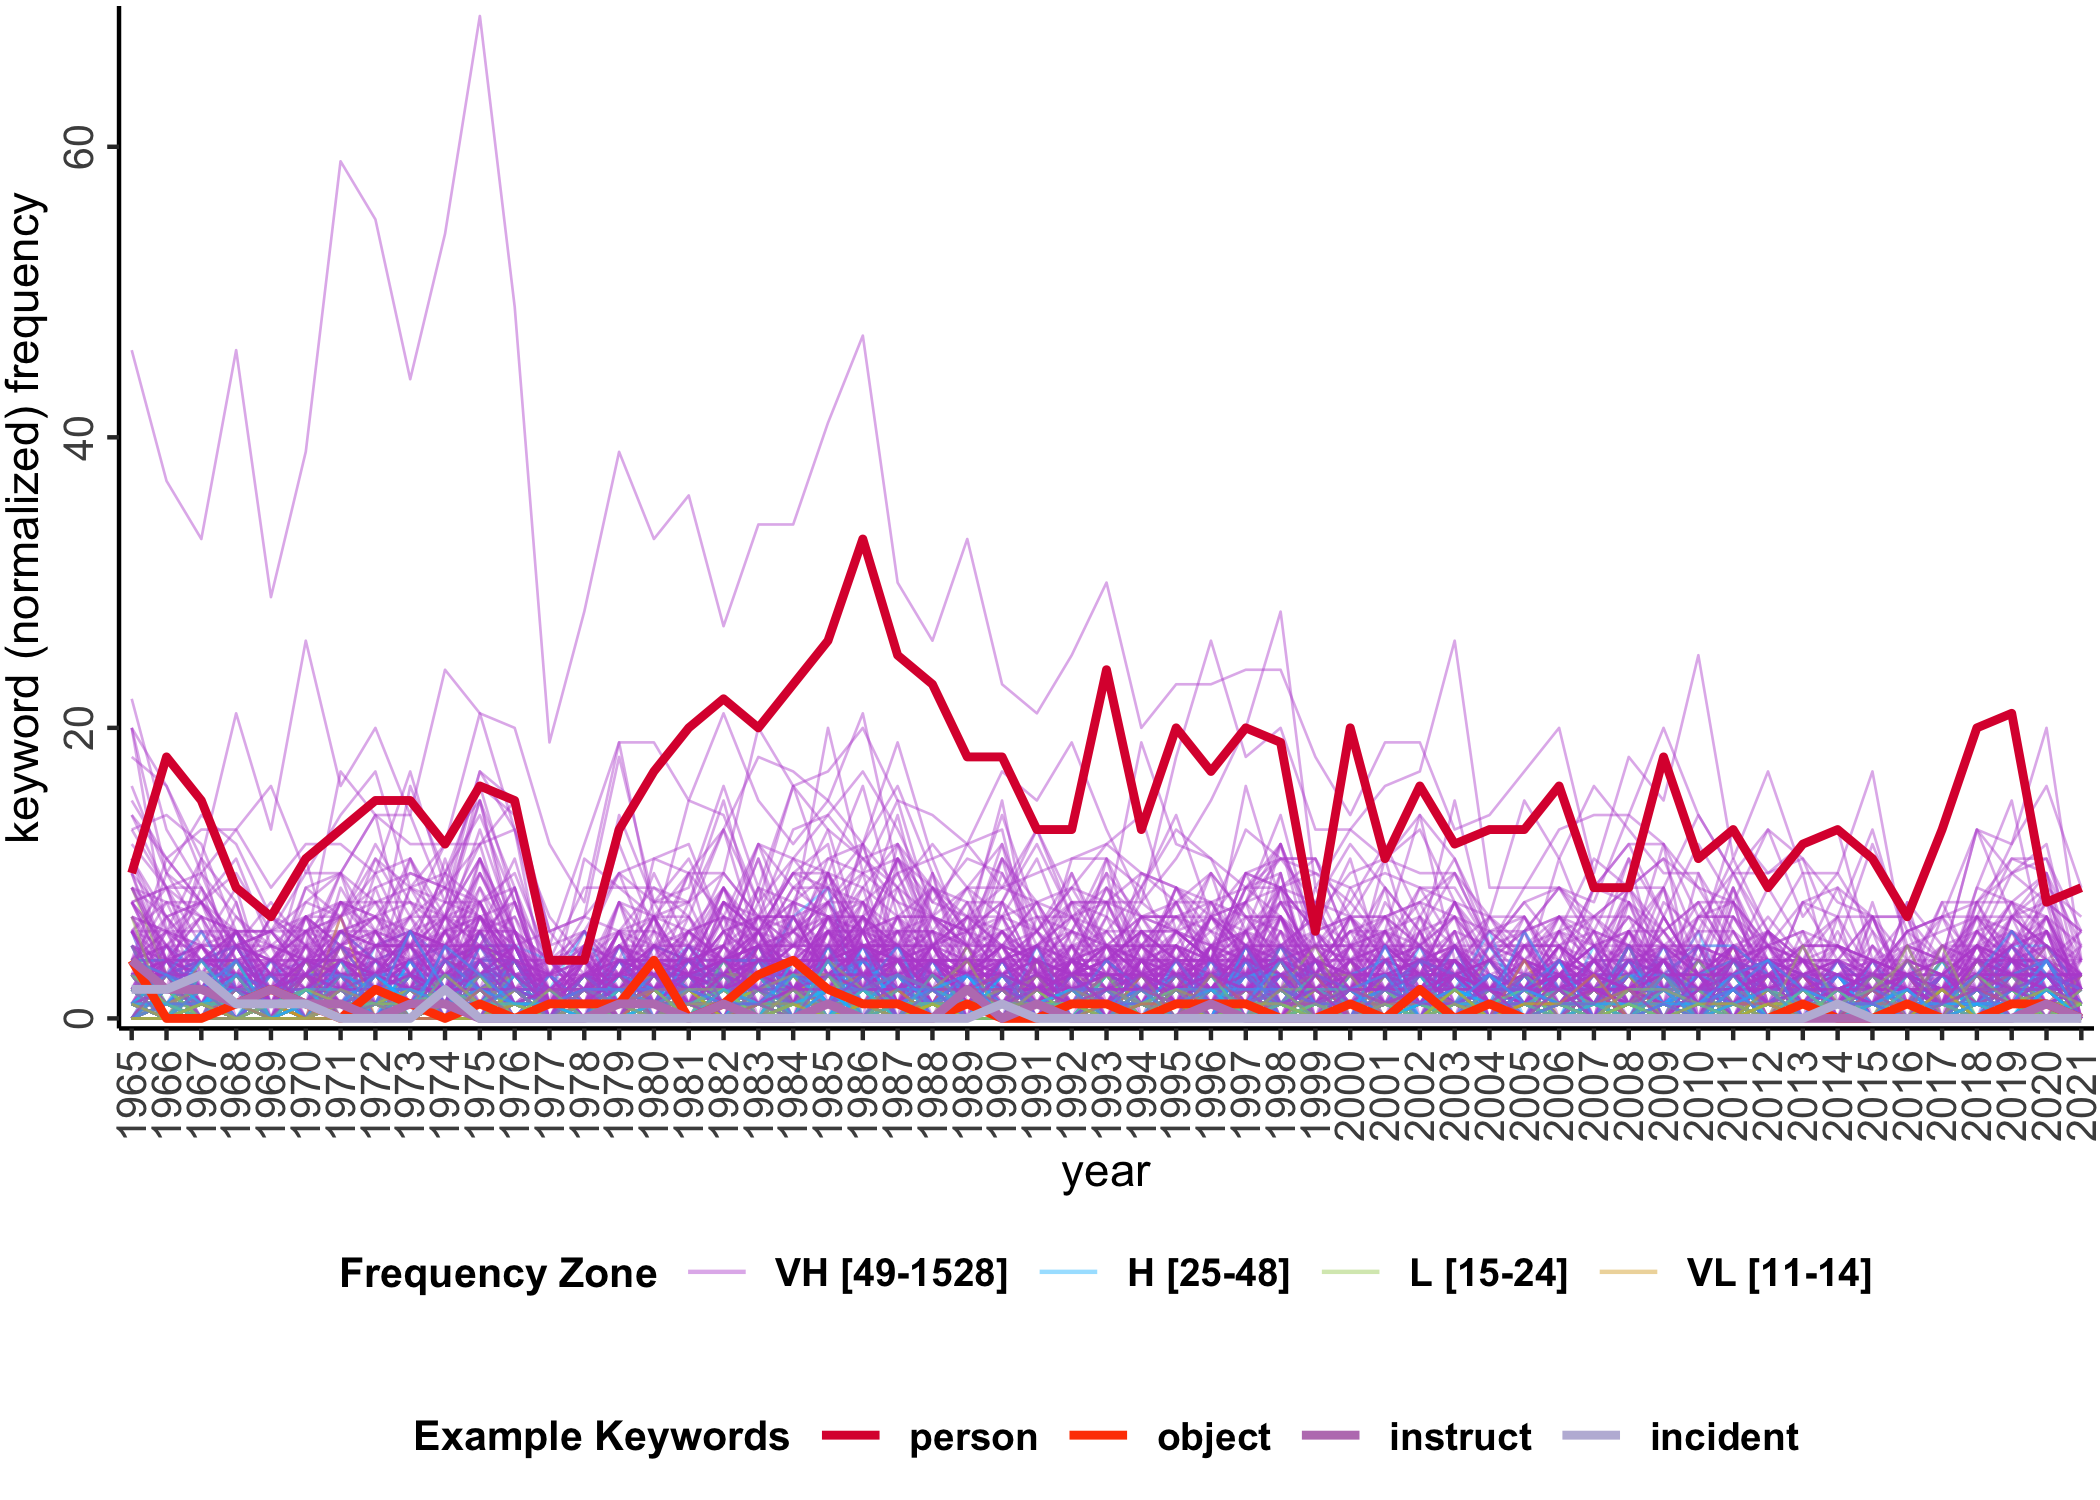 keyword (normalized) frequency
60
40
20
0
1965 1966 1967 1968 1969 1970 1971 1972 1973 1974 1975 1976 1977 1978 1979 1980 1981 1982 1983 1984 1985 1986 1987 1988 1989 1990 1991 1992 1993 1994 1995 1996 1997 1998 1999 2000 2001 2002 2003 2004 2005 2006 2007 2008 2009 2010 2011 2012 2013 2014 2015 2016 2017 2018 2019 2020 2021
year
Frequency Zone VH [49-1528] H [25-48] L [15-24] VL [11-14]
Example Keywords person object instruct incident